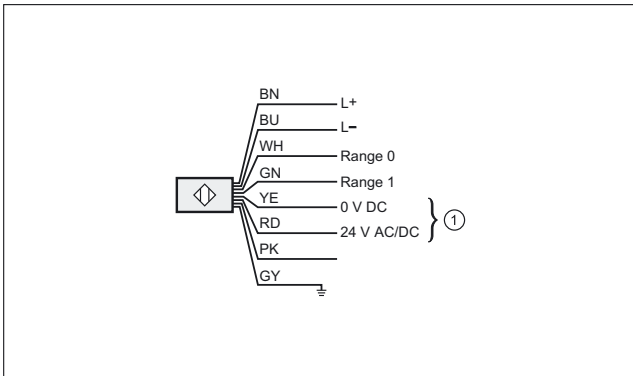 BN L+
BU L–
WH Range 0
GN Range 1
YE 0 V DC
RD 24 V AC/DC
①
PK
GY